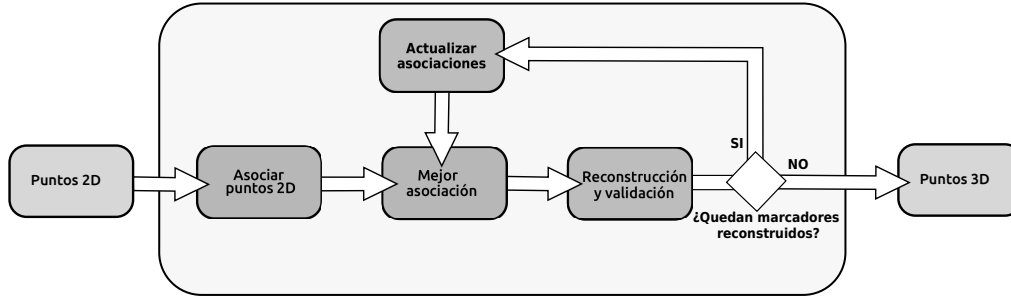 Actualizar
asociaciones
SI
NO
Puntos 2D
Asociar
puntos 2D
Mejor
asociación
Reconstrucción
y validación
Puntos 3D
¿Quedan marcadores
reconstruidos?